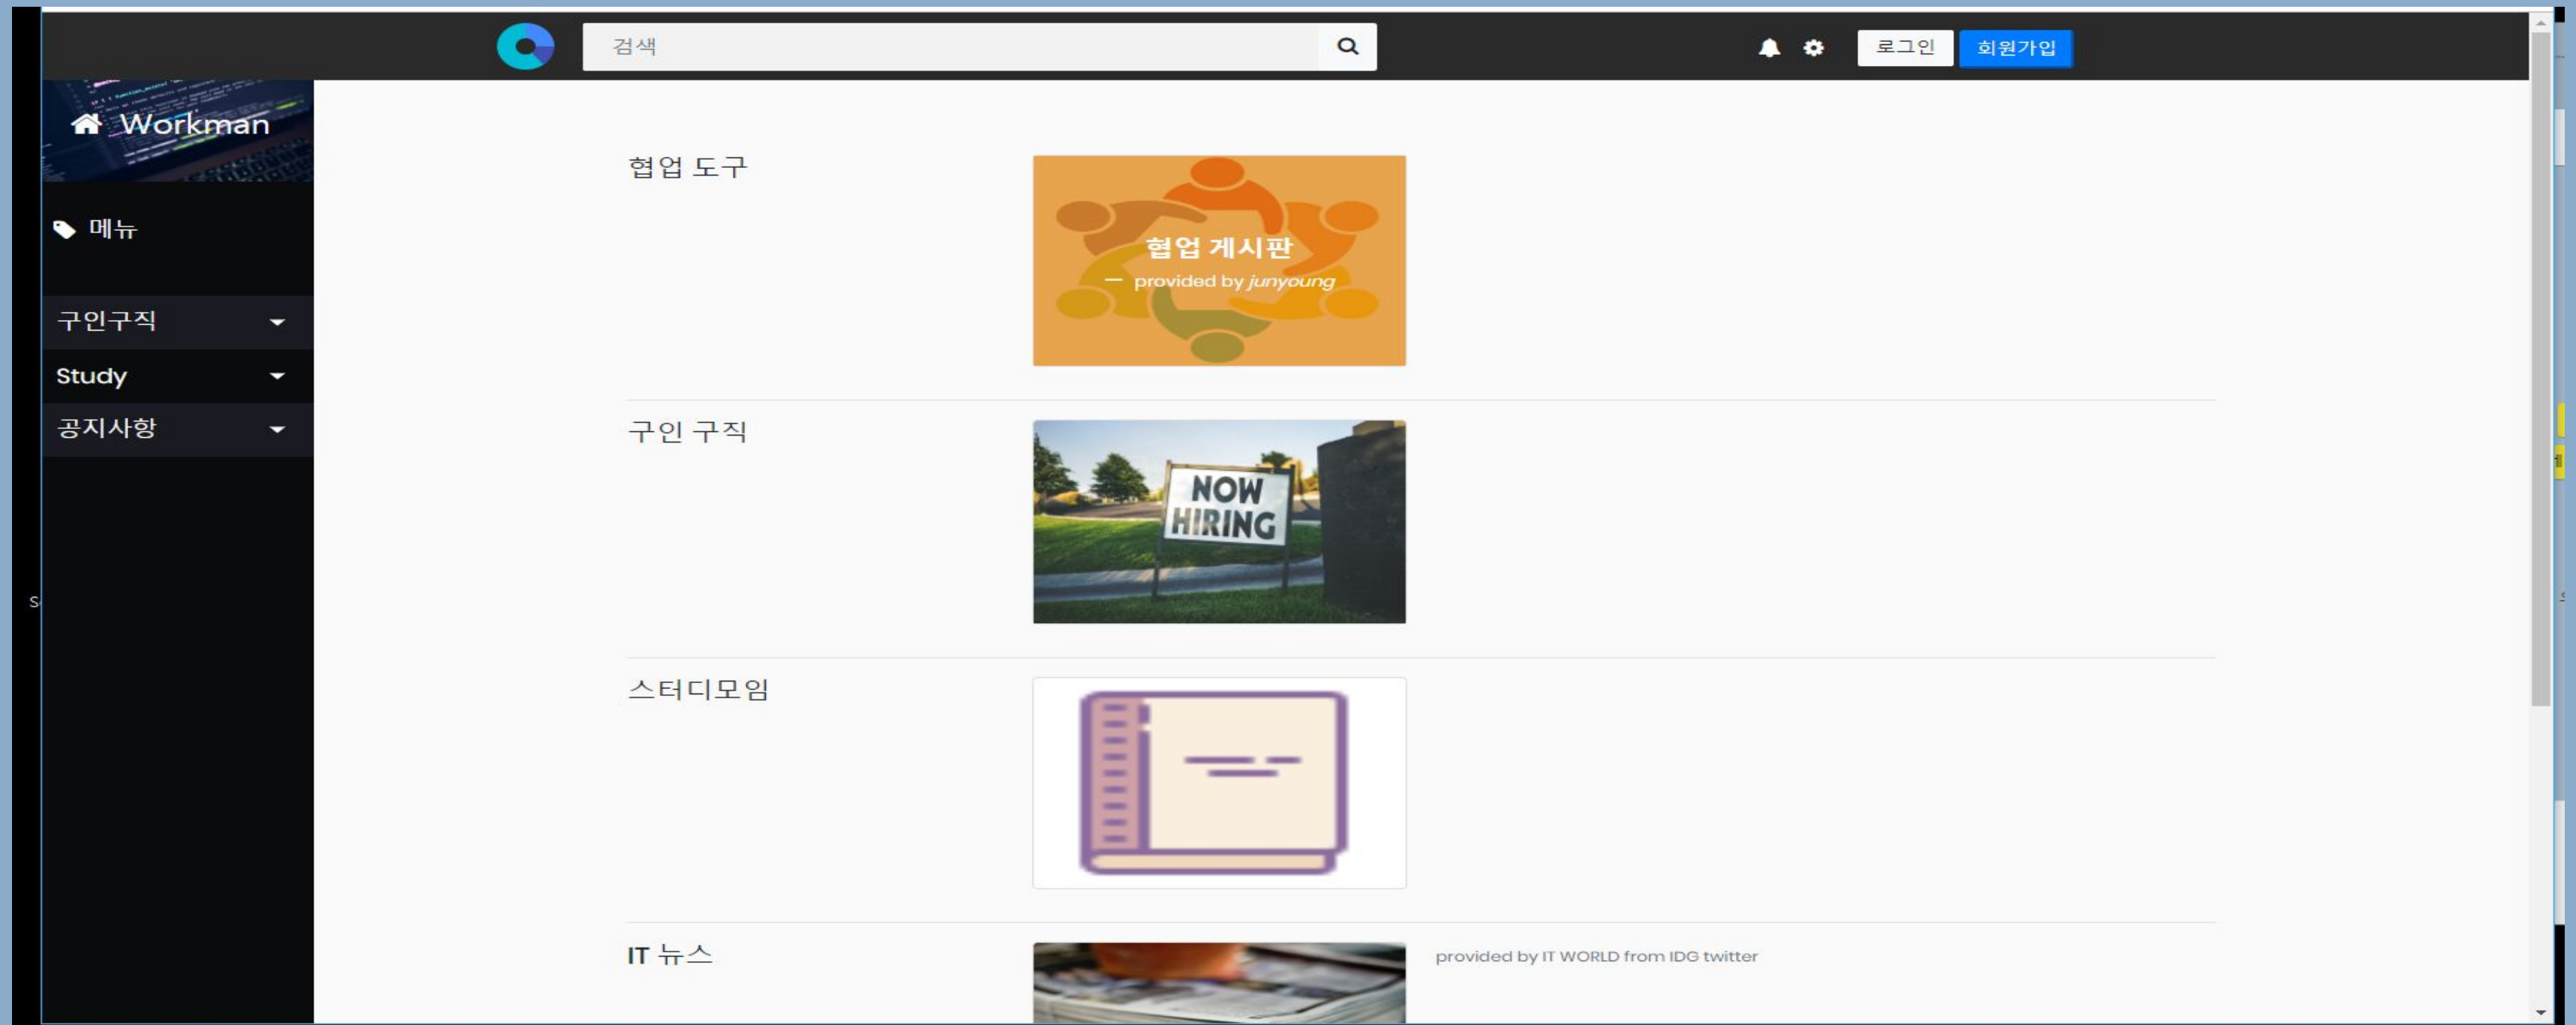 검색
로그인
회원가입
Workman
메뉴
구인구직
Study
공지사항
협업 도구
협업 게시판
— provided by junyoung
구인 구직
NOW
HIRING
스터디모임
IT 뉴스
provided by IT WORLD from IDG twitter